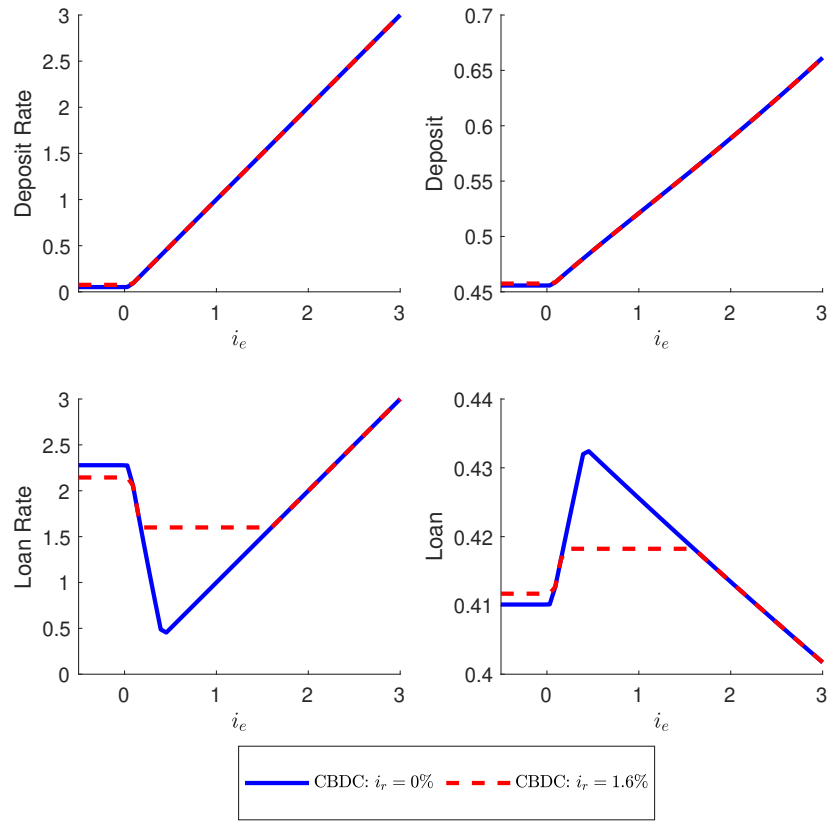 3
2.5
2
1.5
1
0.5
0
Deposit Rate
0 1 2 3
i_e
0.7
0.65
0.6
0.55
0.5
0.45
Deposit
0 1 2 3
i_e
3
2.5
2
1.5
1
0.5
0
Loan Rate
0 1 2 3
i_e
0.44
0.43
0.42
0.41
0.4
Loan
0 1 2 3
i_e
CBDC: i_r = 0% CBDC: i_r = 1.6%